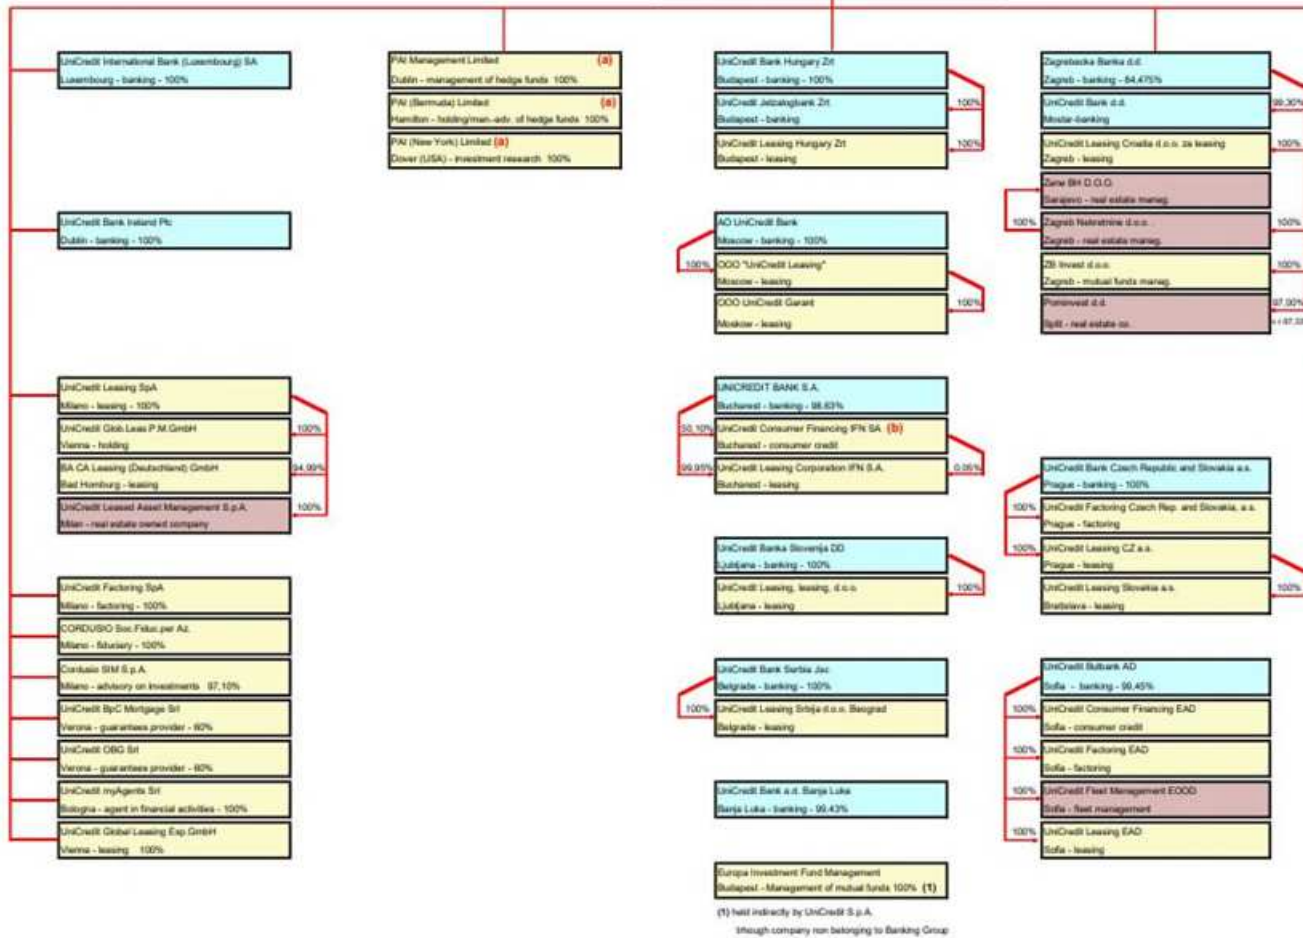 UniCredit International Bank (Luxembourg) SA
Luxembourg - banking - 100%
UniCredit Bank Ireland Plc
Dublin - banking - 100%
UniCredit Leasing SpA
Milano - leasing - 100%
UniCredit Glob.Leas P.M.GmbH
Vienna - holding
100%
BA CA Leasing (Deutschland) GmbH
Bad Homburg - leasing
94,99%
UniCredit Leased Asset Management S.p.A.
Milan - real estate owned company
100%
UniCredit Factoring SpA
Milano - factoring - 100%
CORDUSIO Soc.Fiduc.per Az.
Milano - fiduciary - 100%
Cordusio SIM S.p.A.
Milano - advisory on investments 97,10%
UniCredit BpC Mortgage Srl
Verona - guarantees provider - 60%
UniCredit OBG Srl
Verona - guarantees provider - 60%
UniCredit myAgents Srl
Bologna - agent in financial activities - 100%
UniCredit Global Leasing Exp.GmbH
Vienna - leasing 100%
PAI Management Limited (a)
Dublin - management of hedge funds 100%
PAI (Bermuda) Limited (a)
Hamilton - holding/man.-adv. of hedge funds 100%
PAI (New York) Limited (a)
Dover (USA) - investment research 100%
UniCredit Bank Hungary Zrt
Budapest - banking - 100%
UniCredit Jelzalogbank Zrt
Budapest - banking
100%
UniCredit Leasing Hungary Zrt
Budapest - leasing
100%
AO UniCredit Bank
Moscow - banking - 100%
100%
OOO "UniCredit Leasing"
Moscow - leasing
OOO UniCredit Garant
Moskow - leasing
100%
UNICREDIT BANK S.A.
Bucharest - banking - 98,63%
50,10%
UniCredit Consumer Financing IFN SA (b)
Bucharest - consumer credit
99,95%
UniCredit Leasing Corporation IFN S.A.
Bucharest - leasing
0,05%
UniCredit Banka Slovenija DD
Ljubljana - banking - 100%
UniCredit Leasing, leasing, d.o.o.
Ljubljana - leasing
100%
UniCredit Bank Serbia Jsc
Belgrade - banking - 100%
100%
UniCredit Leasing Srbija d.o.o. Beograd
Belgrade - leasing
UniCredit Bank a.d. Banja Luka
Banja Luka - banking - 99,43%
Europa Investment Fund Management
Budapest - Management of mutual funds 100% (1)
(1) held indirectly by UniCredit S.p.A.
trhough company non belonging to Banking Group
Zagrebacka Banka d.d.
Zagreb - banking - 84,475%
UniCredit Bank d.d.
Mostar-banking
99,30%
UniCredit Leasing Croatia d.o.o. za leasing
Zagreb - leasing
100%
Zane BH D.O.O.
Sarajevo - real estate manag.
100%
Zagreb Nekretnine d.o.o.
Zagreb - real estate manag.
100%
ZB Invest d.o.o.
Zagreb - mutual funds manag.
100%
Pominvest d.d.
Split - real estate co.
UniCredit Bank Czech Republic and Slovakia a.s.
Prague - banking - 100%
100%
UniCredit Factoring Czech Rep. and Slovakia, a.s.
Prague - factoring
100%
UniCredit Leasing CZ a.s.
Prague - leasing
UniCredit Leasing Slovakia a.s.
Bratislava - leasing
100%
UniCredit Bulbank AD
Sofia - banking - 99,45%
100%
UniCredit Consumer Financing EAD
Sofia - consumer credit
100%
UniCredit Factoring EAD
Sofia - factoring
100%
UniCredit Fleet Management EOOD
Sofia - fleet management
100%
UniCredit Leasing EAD
Sofia - leasing